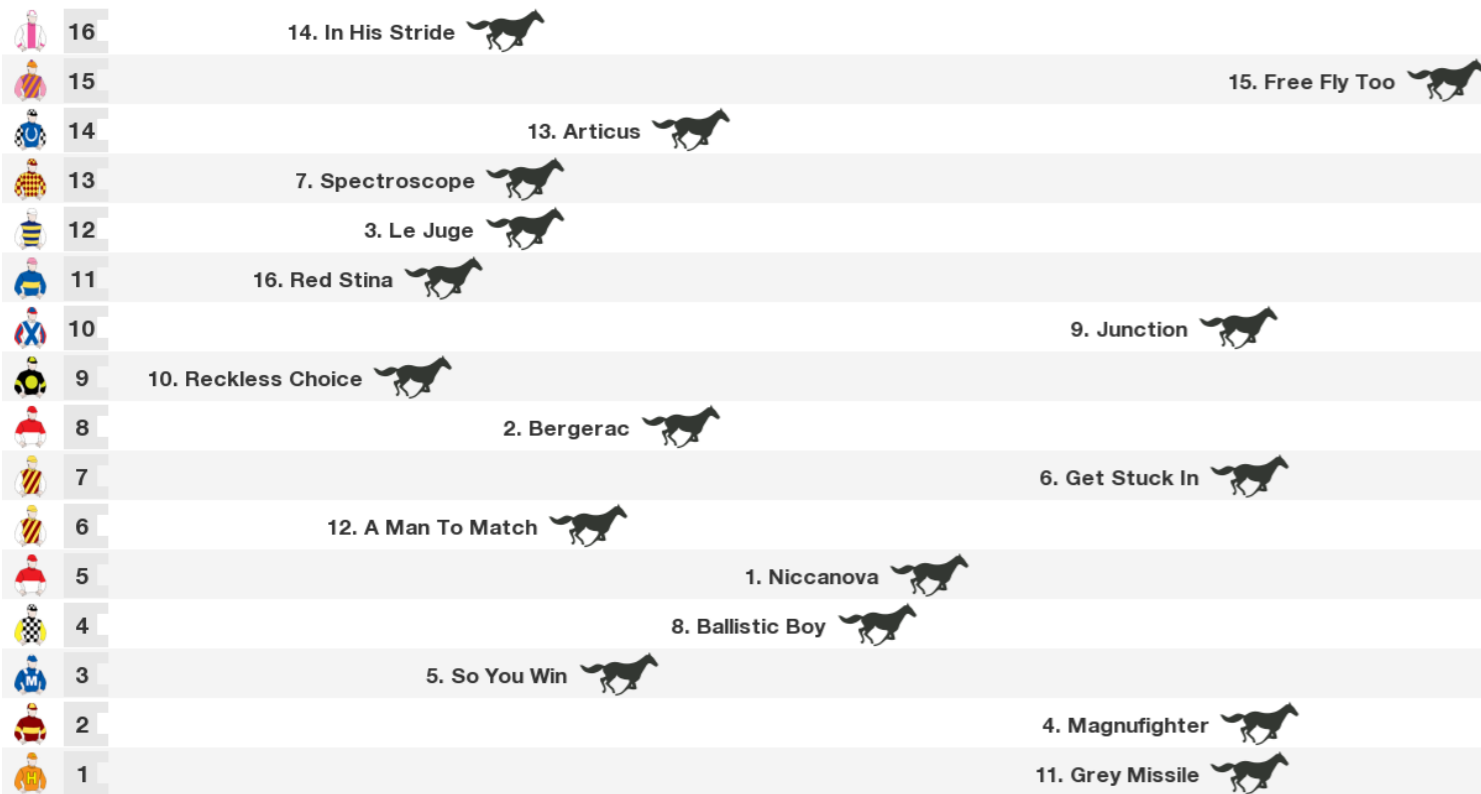 16 14. In His Stride
15 15. Free Fly Too
14 13. Articus
13 7. Spectroscope
12 3. Le Juge
11 16. Red Stina
10 9. Junction
9 10. Reckless Choice
8 2. Bergerac
7 6. Get Stuck In
6 12. A Man To Match
5 1. Niccanova
4 8. Ballistic Boy
M 3 5. So You Win
2 4. Magnufighter
H 1 11. Grey Missile